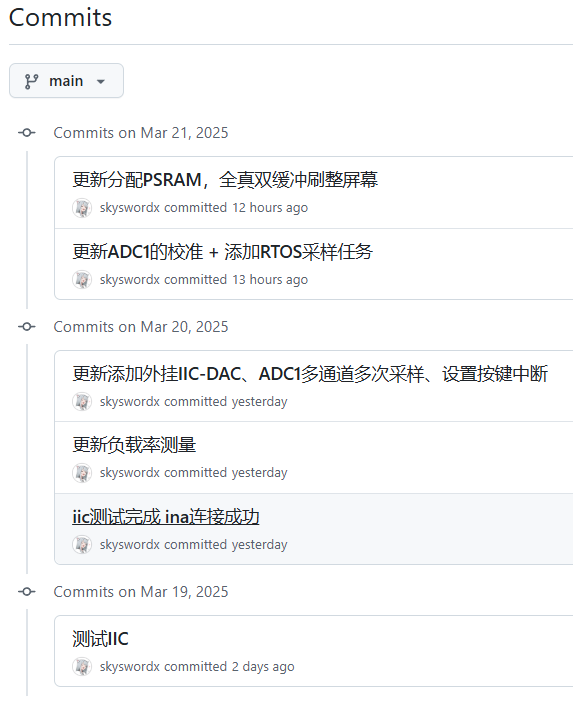 Commits
main
Commits on Mar 21, 2025
更新分配PSRAM，全真双缓冲刷整屏幕
skyswordx committed 12 hours ago
更新ADC1的校准 + 添加RTOS采样任务
skyswordx committed 13 hours ago
Commits on Mar 20, 2025
更新添加外挂IIC-DAC、ADC1多通道多次采样、设置按键中断
skyswordx committed yesterday
更新负载率测量
skyswordx committed yesterday
iic测试完成 ina连接成功
skyswordx committed yesterday
Commits on Mar 19, 2025
测试IIC
skyswordx committed 2 days ago